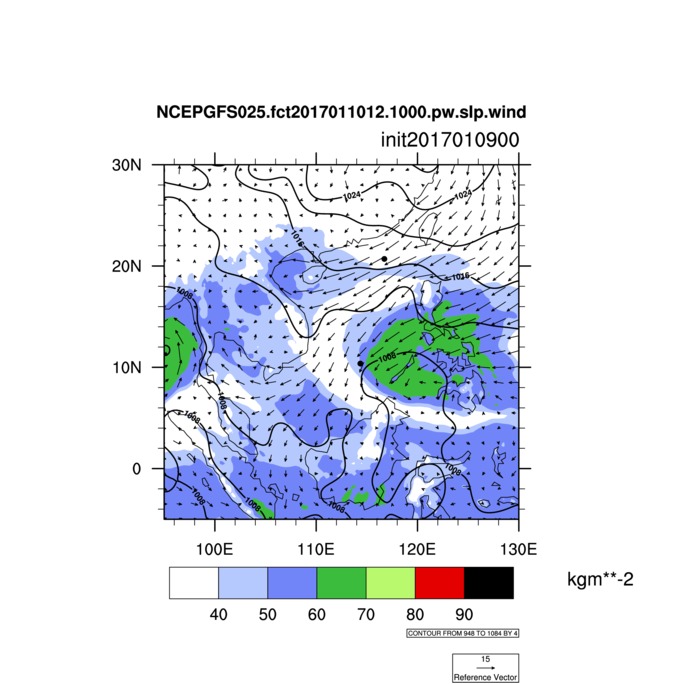 NCEPGFS025.fct2017011012.1000.pw.slp.wind
init2017010900
30N
1024
1024
1016
20N
1016
1008
10N
1008
1008
1008
0
1008
1008
1008
1008
100E 110E 120E 130E
kgm**-2
40 50 60 70 80 90
CONTOUR FROM 948 TO 1084 BY 4
15
Reference Vector